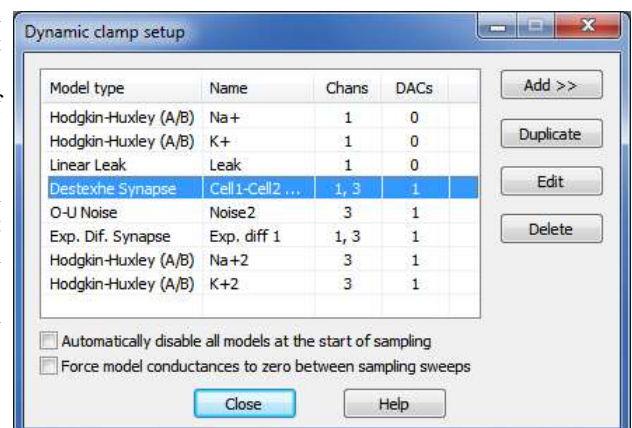 Dynamic clamp setup
Model type Name Chans DACs
Hodgkin-Huxley (A/B) Na+ 1 0
Hodgkin-Huxley (A/B) K+ 1 0
Linear Leak Leak 1 0
Destexhe Synapse Cell1-Cell2 ... 1, 3 1
O-U Noise Noise2 3 1
Exp. Dif. Synapse Exp. diff 1 1, 3 1
Hodgkin-Huxley (A/B) Na+2 3 1
Hodgkin-Huxley (A/B) K+2 3 1
Add >>
Duplicate
Edit
Delete
Automatically disable all models at the start of sampling
Force model conductances to zero between sampling sweeps
Close Help